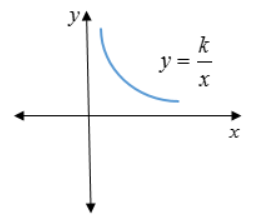 y
y = k/x
x